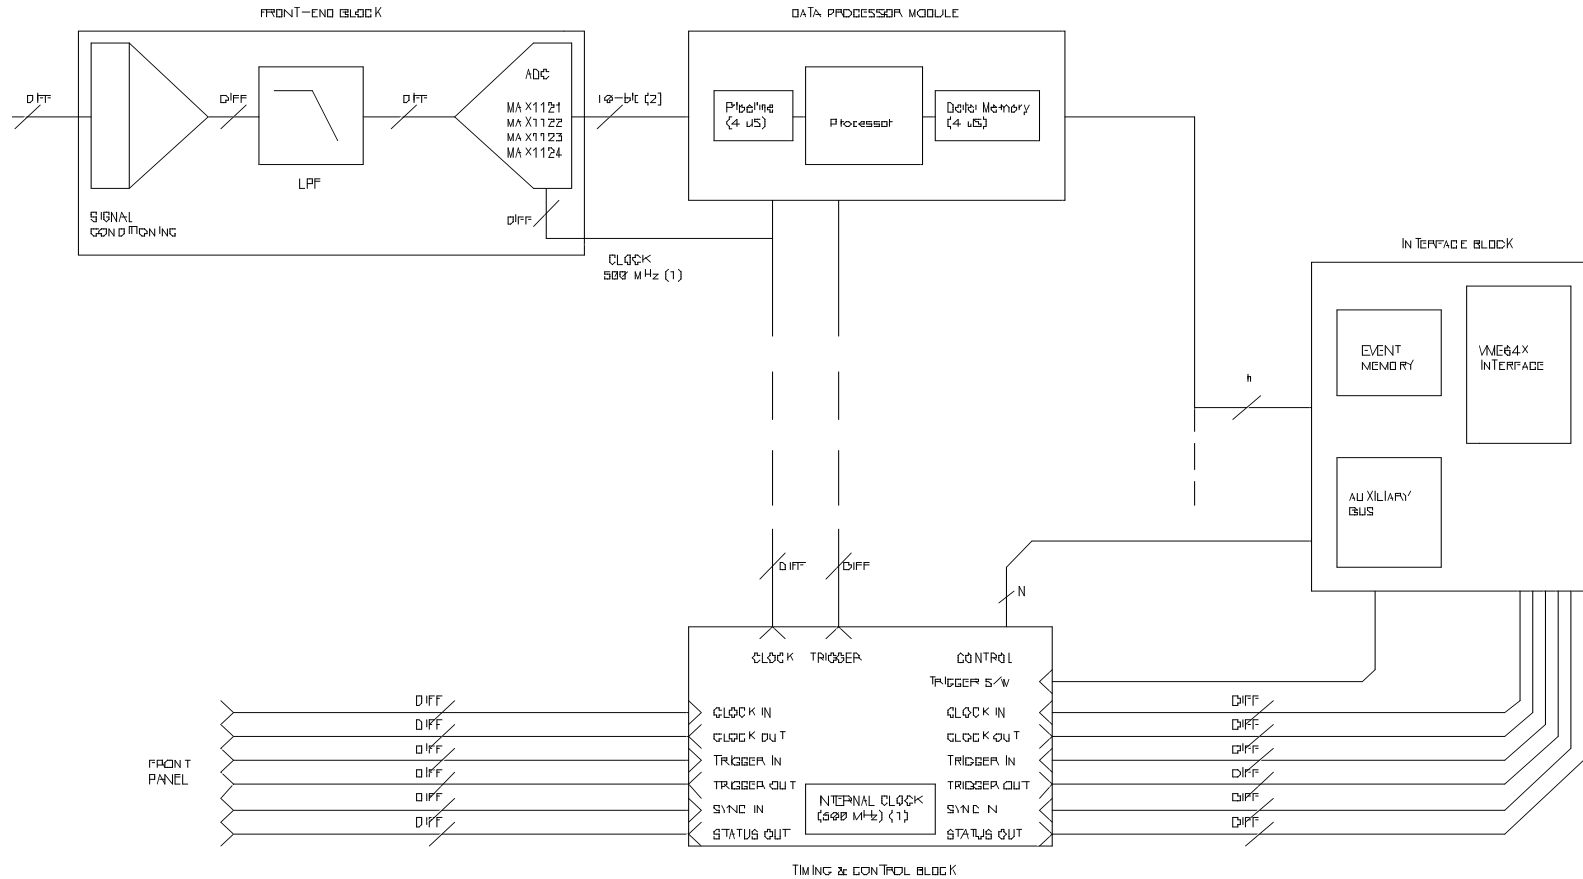 FRONT-END BLOCK
DATA PROCESSOR MODULE
DIFF
DIFF
DIFF
ADC
MAX1121
MAX1122
MAX1123
MAX1124
10-bit (2)
Pipeline
(4 uS)
Processor
Data Memory
(4 uS)
LPF
SIGNAL
CONDITIONING
DIFF
CLOCK
500 MHz (1)
INTERFACE BLOCK
EVENT
MEMORY
VME64X
INTERFACE
n
AUXILIARY
BUS
DIFF
DIFF
N
CLOCK
TRIGGER
CONTROL
TRIGGER S/W
DIFF
CLOCK IN
CLOCK IN
DIFF
DIFF
CLOCK OUT
CLOCK OUT
DIFF
DIFF
TRIGGER IN
TRIGGER IN
DIFF
FRONT
PANEL
DIFF
TRIGGER OUT
TRIGGER OUT
DIFF
DIFF
SYNC IN
INTERNAL CLOCK
(500 MHz) (1)
SYNC IN
DIFF
DIFF
STATUS OUT
STATUS OUT
DIFF
TIMING & CONTROL BLOCK